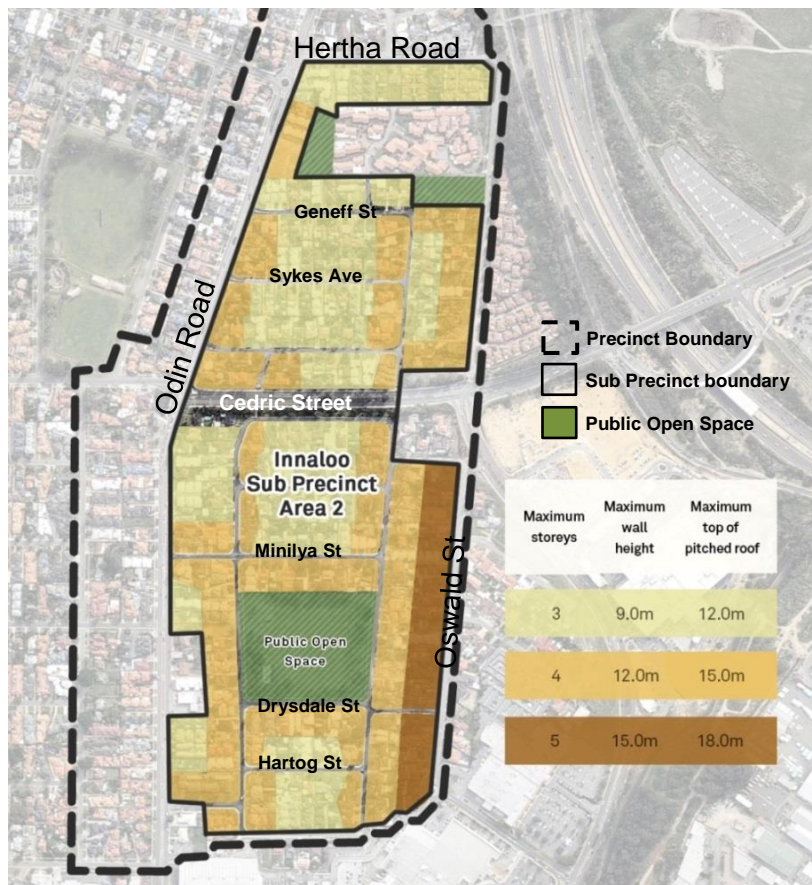 Hertha Road
Geneff St
Sykes Ave
Odin Road
Cedric Street
Innaloo
Sub Precinct
Area 2
Minilya St
Oswald St
Public Open
Space
Drysdale St
Hartog St
Precinct Boundary
Sub Precinct boundary
Public Open Space
Maximum storeys Maximum wall height Maximum top of pitched roof
3 9.0m 12.0m
4 12.0m 15.0m
5 15.0m 18.0m